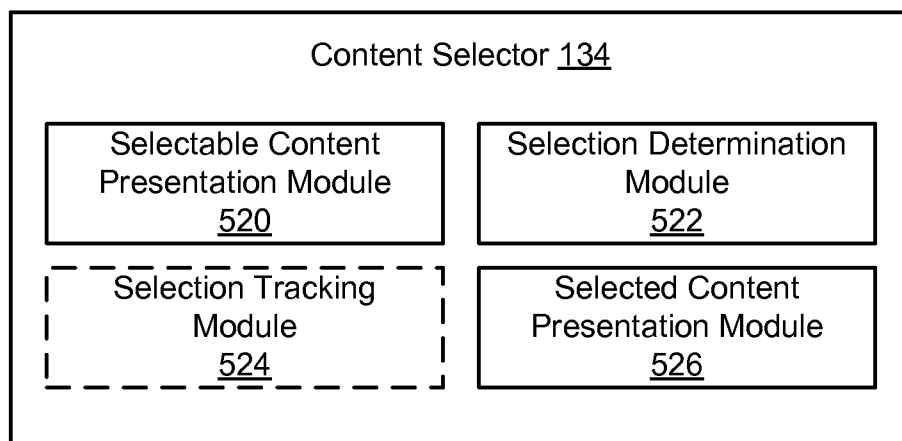 Content Selector 134
Selectable Content
Presentation Module
520
Selection Determination
Module
522
Selection Tracking
Module
524
Selected Content
Presentation Module
526